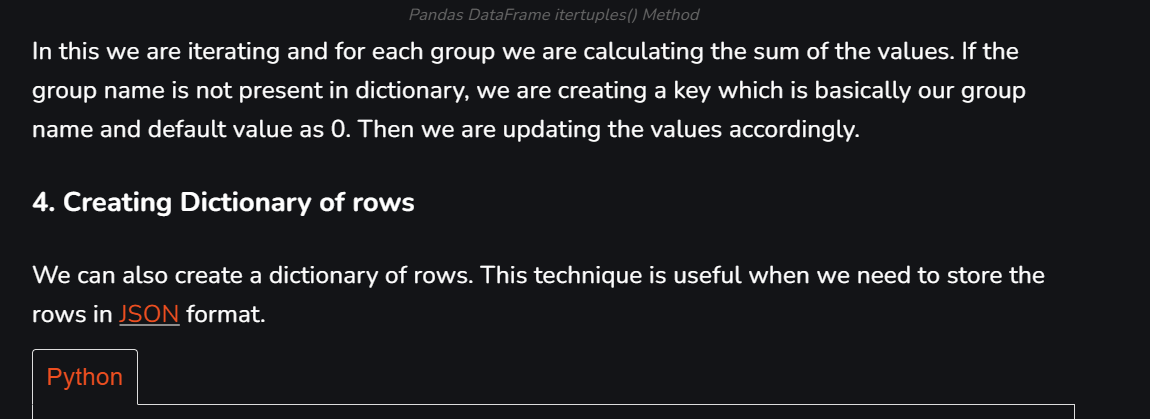 Pandas DataFrame itertuples() Method
In this we are iterating and for each group we are calculating the sum of the values. If the
group name is not present in dictionary, we are creating a key which is basically our group
name and default value as 0. Then we are updating the values accordingly.
4. Creating Dictionary of rows
We can also create a dictionary of rows. This technique is useful when we need to store the
rows in JSON format.
Python